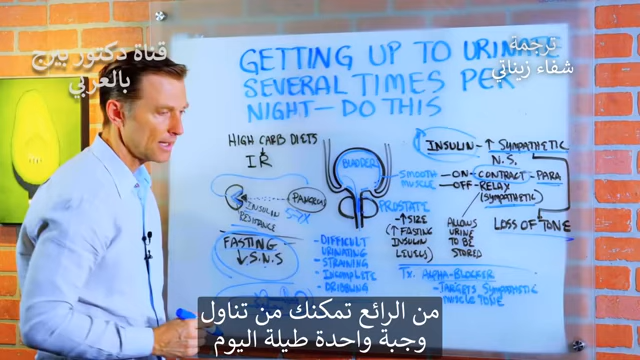 قناة دكتور بيرج
بالعربي
ترجمة
شفاء زيناتي
GETTING UP TO URINATE
SEVERAL TIMES PER
NIGHT—DO THIS
HIGH CARB DIETS
IR
PANCREAS
INSULIN
RESISTANCE
5-7X
FASTING
↓S.N.S
BLADDER
SMOOTH
MUSCLE
ON - CONTRACT - PARA
OFF - RELAX
(SYMPATHETIC)
PROSTATE
↑SIZE
(↑ FASTING
INSULIN
LEVELS)
- DIFFICULT
URINATING
- STRAINING
- INCOMPLETE
- DRIBBLING
INSULIN - ↑ SYMPATHETIC
N.S.
LOSS OF TONE
ALLOWS
URINE
TO BE
STORED
Tx. ALPHA-BLOCKER
- TARGETS SYMPATHETIC
MUSCLE TONE
من الرائع تمكنك من تناول
وجبة واحدة طيلة اليوم